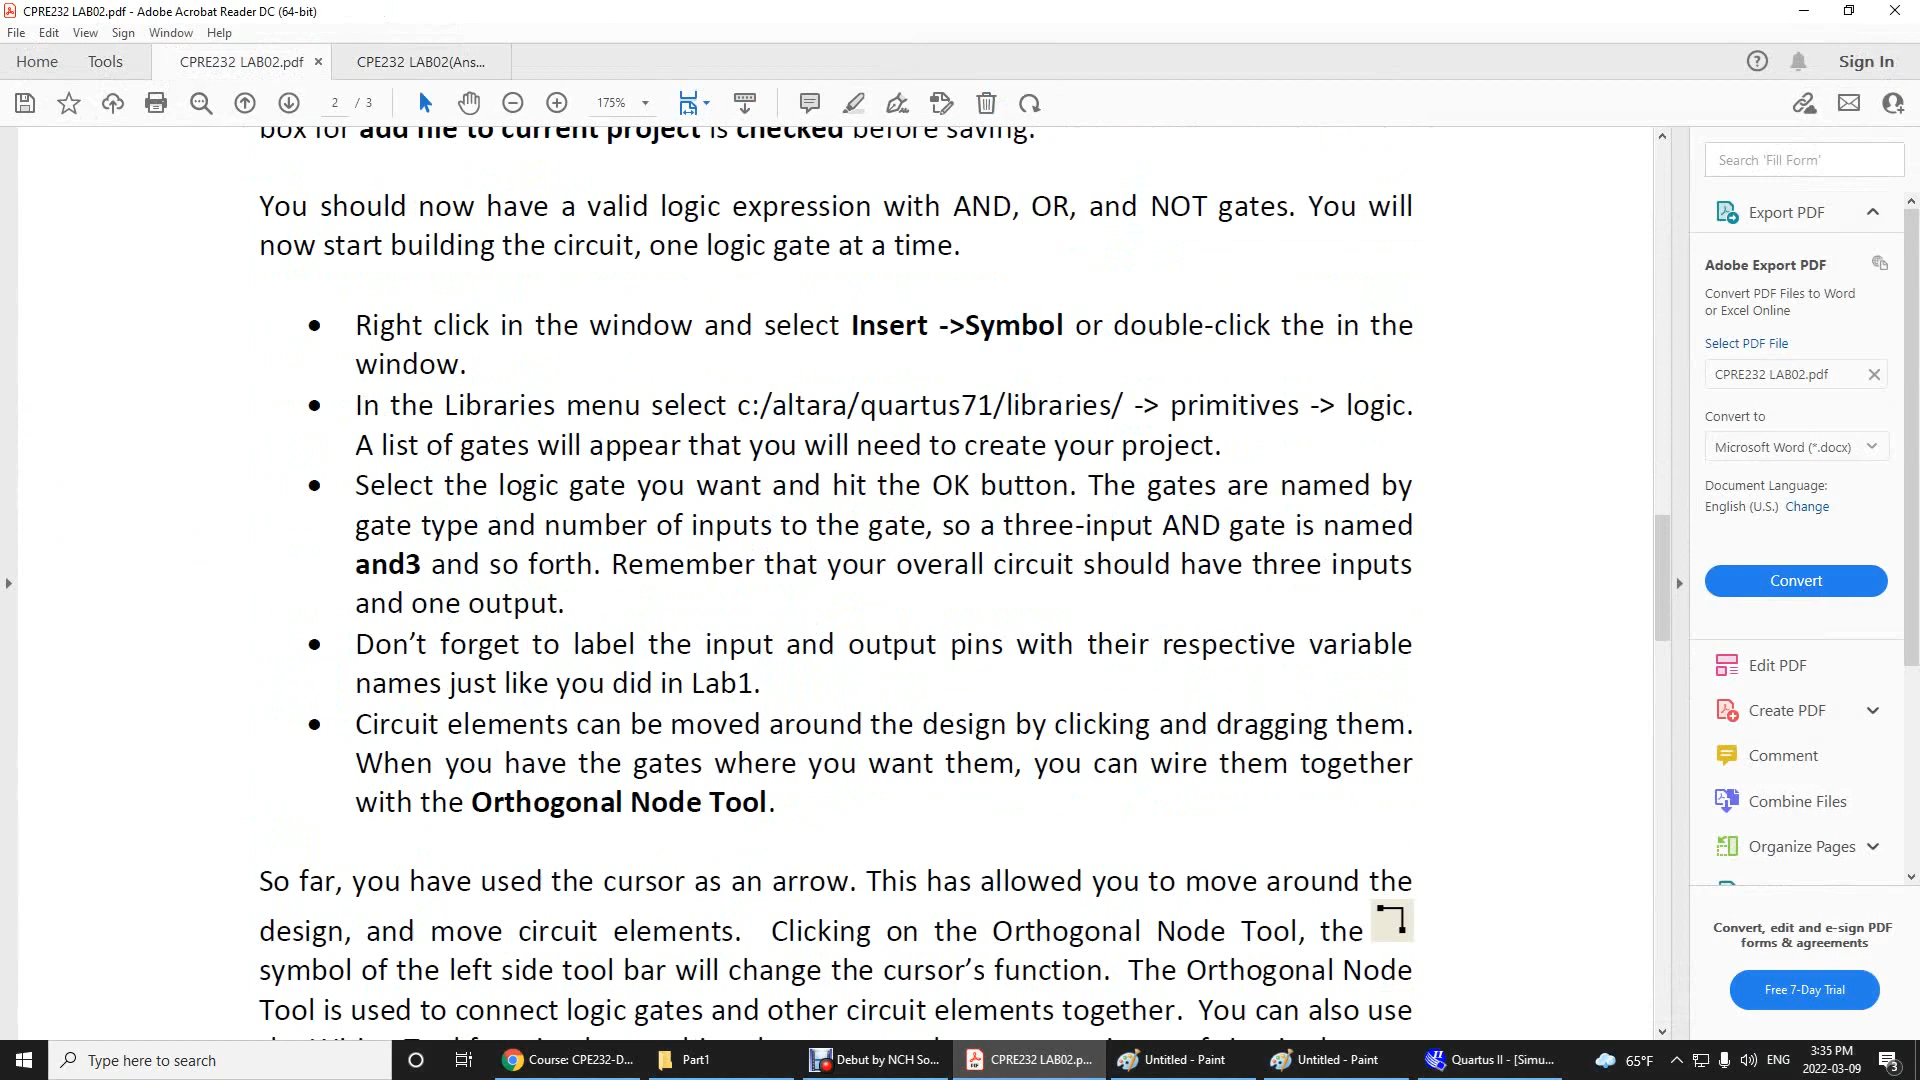 CPRE232 LAB02.pdf - Adobe Acrobat Reader DC (64-bit)
File Edit View Sign Window Help
Home Tools CPRE232 LAB02.pdf × CPE232 LAB02(Ans... Sign In
2 / 3 175%
box for add file to current project is checked before saving.
You should now have a valid logic expression with AND, OR, and NOT gates. You will
now start building the circuit, one logic gate at a time.
• Right click in the window and select Insert ->Symbol or double-click the in the
window.
• In the Libraries menu select c:/altara/quartus71/libraries/ -> primitives -> logic.
A list of gates will appear that you will need to create your project.
• Select the logic gate you want and hit the OK button. The gates are named by
gate type and number of inputs to the gate, so a three-input AND gate is named
and3 and so forth. Remember that your overall circuit should have three inputs
and one output.
• Don’t forget to label the input and output pins with their respective variable
names just like you did in Lab1.
• Circuit elements can be moved around the design by clicking and dragging them.
When you have the gates where you want them, you can wire them together
with the Orthogonal Node Tool.
So far, you have used the cursor as an arrow. This has allowed you to move around the
design, and move circuit elements. Clicking on the Orthogonal Node Tool, the
symbol of the left side tool bar will change the cursor’s function. The Orthogonal Node
Tool is used to connect logic gates and other circuit elements together. You can also use
Search 'Fill Form'
Export PDF
Adobe Export PDF
Convert PDF Files to Word
or Excel Online
Select PDF File
CPRE232 LAB02.pdf
Convert to
Microsoft Word (*.docx)
Document Language:
English (U.S.) Change
Convert
Edit PDF
Create PDF
Comment
Combine Files
Organize Pages
Convert, edit and e-sign PDF
forms & agreements
Free 7-Day Trial
Type here to search
Course: CPE232-D...
Part1
Debut by NCH So...
CPRE232 LAB02.p...
Untitled - Paint
Untitled - Paint
Quartus II - [Simu...
65°F
ENG
3:35 PM
2022-03-09
3